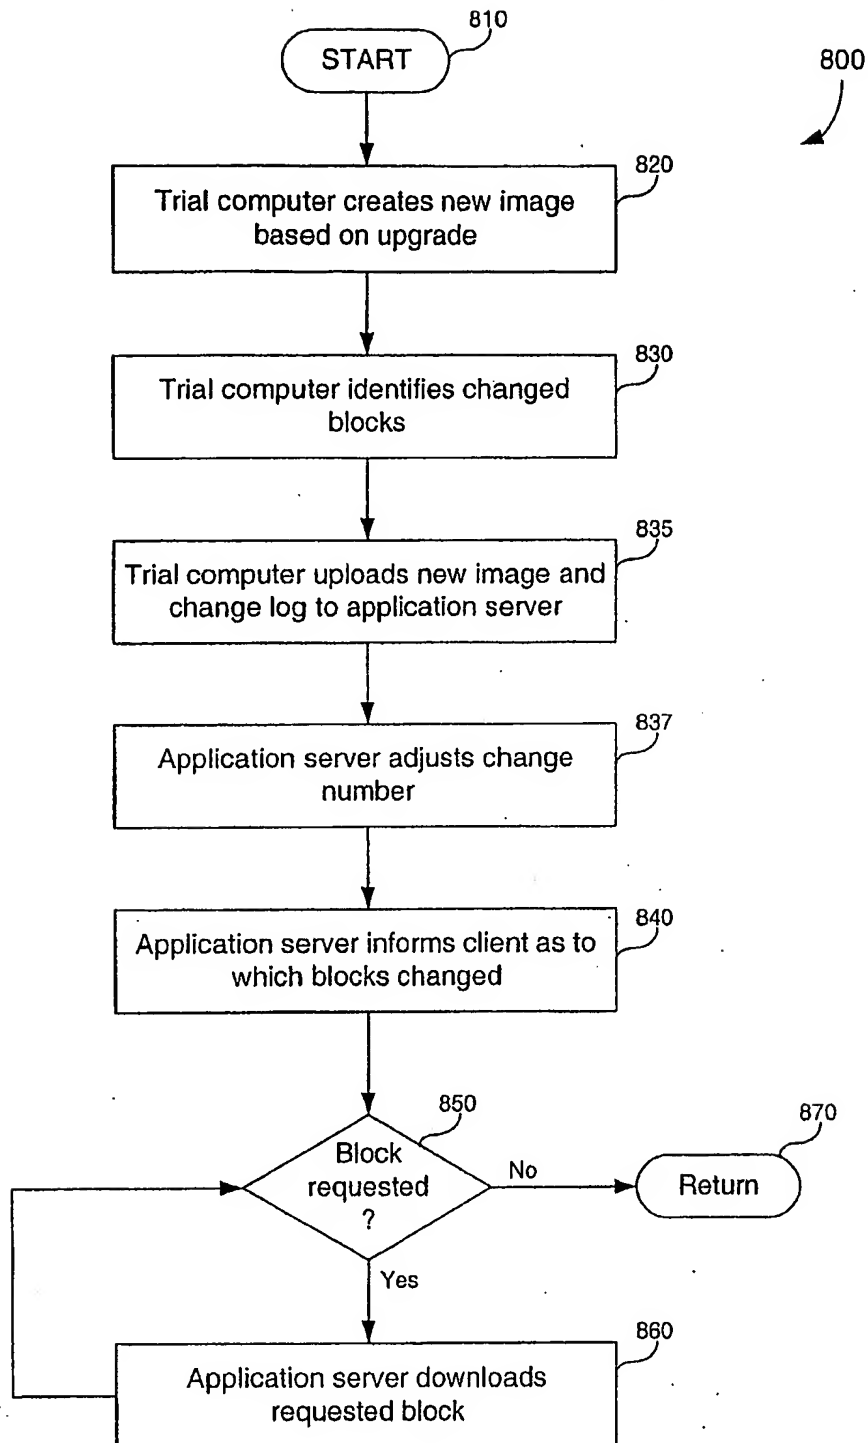 810
START
800
820
Trial computer creates new image
based on upgrade
830
Trial computer identifies changed
blocks
835
Trial computer uploads new image and
change log to application server
837
Application server adjusts change
number
840
Application server informs client as to
which blocks changed
850
Block
requested
?
No
870
Return
Yes
860
Application server downloads
requested block